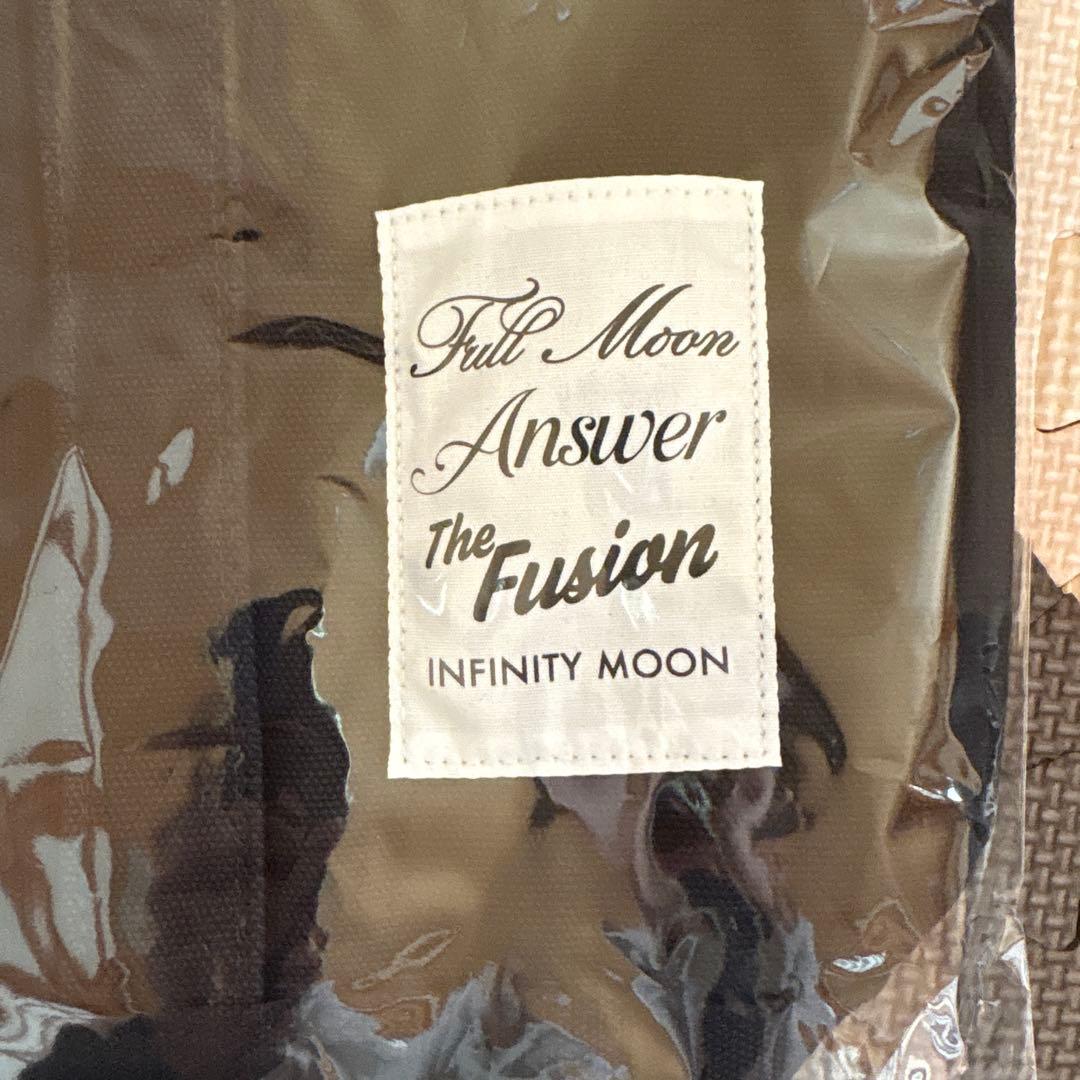 Full Moon
Answer
The Fusion
INFINITY MOON